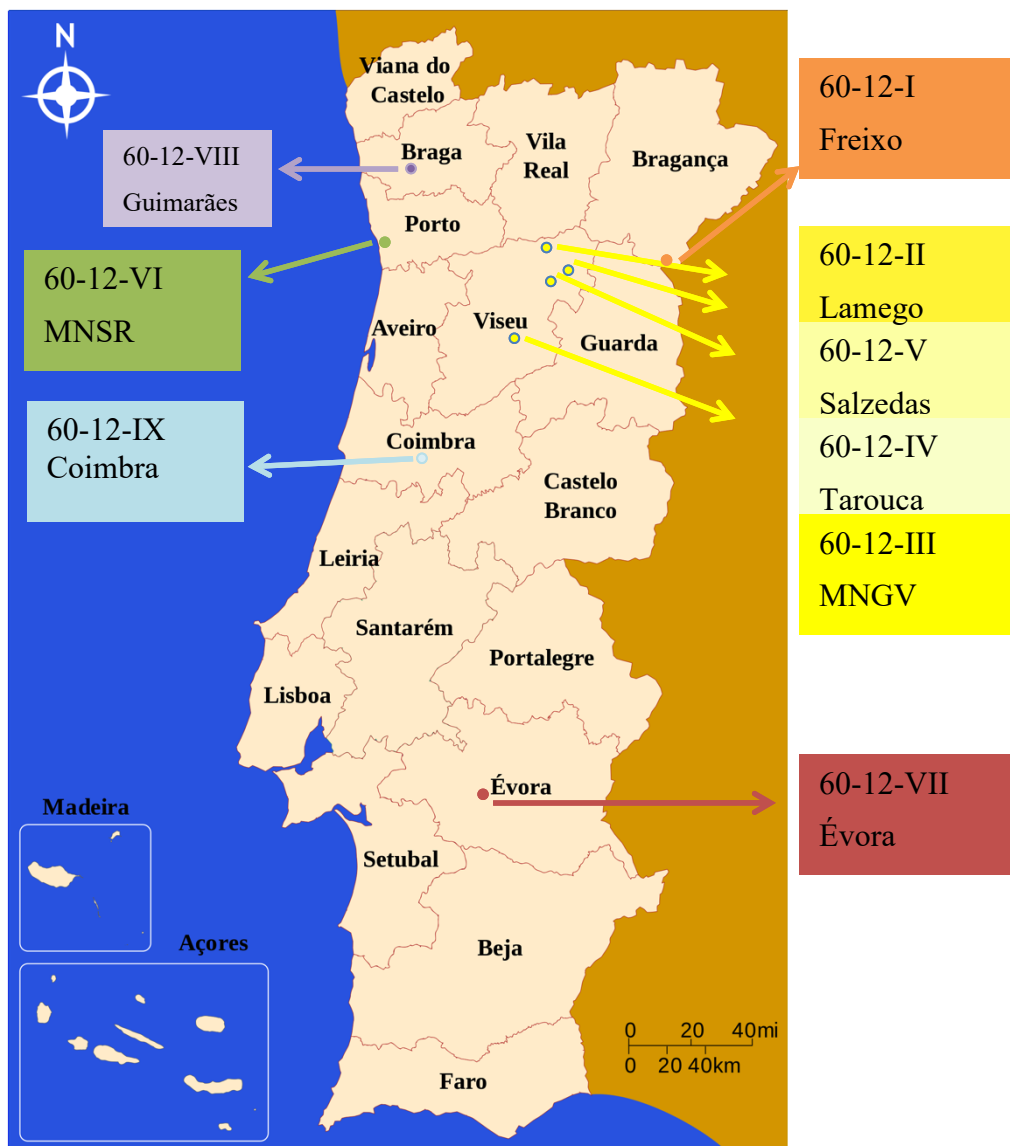 N
Viana do
Castelo
Braga
Vila
Real
Bragança
Porto
Aveiro
Viseu
Guarda
Coimbra
Castelo
Branco
Leiria
Santarém
Portalegre
Lisboa
Évora
Setubal
Beja
Faro
Madeira
Açores
0 20 40mi
0 20 40km
60-12-VIII
Guimarães
60-12-VI
MNSR
60-12-IX
Coimbra
60-12-I
Freixo
60-12-II
Lamego
60-12-V
Salzedas
60-12-IV
Tarouca
60-12-III
MNGV
60-12-VII
Évora